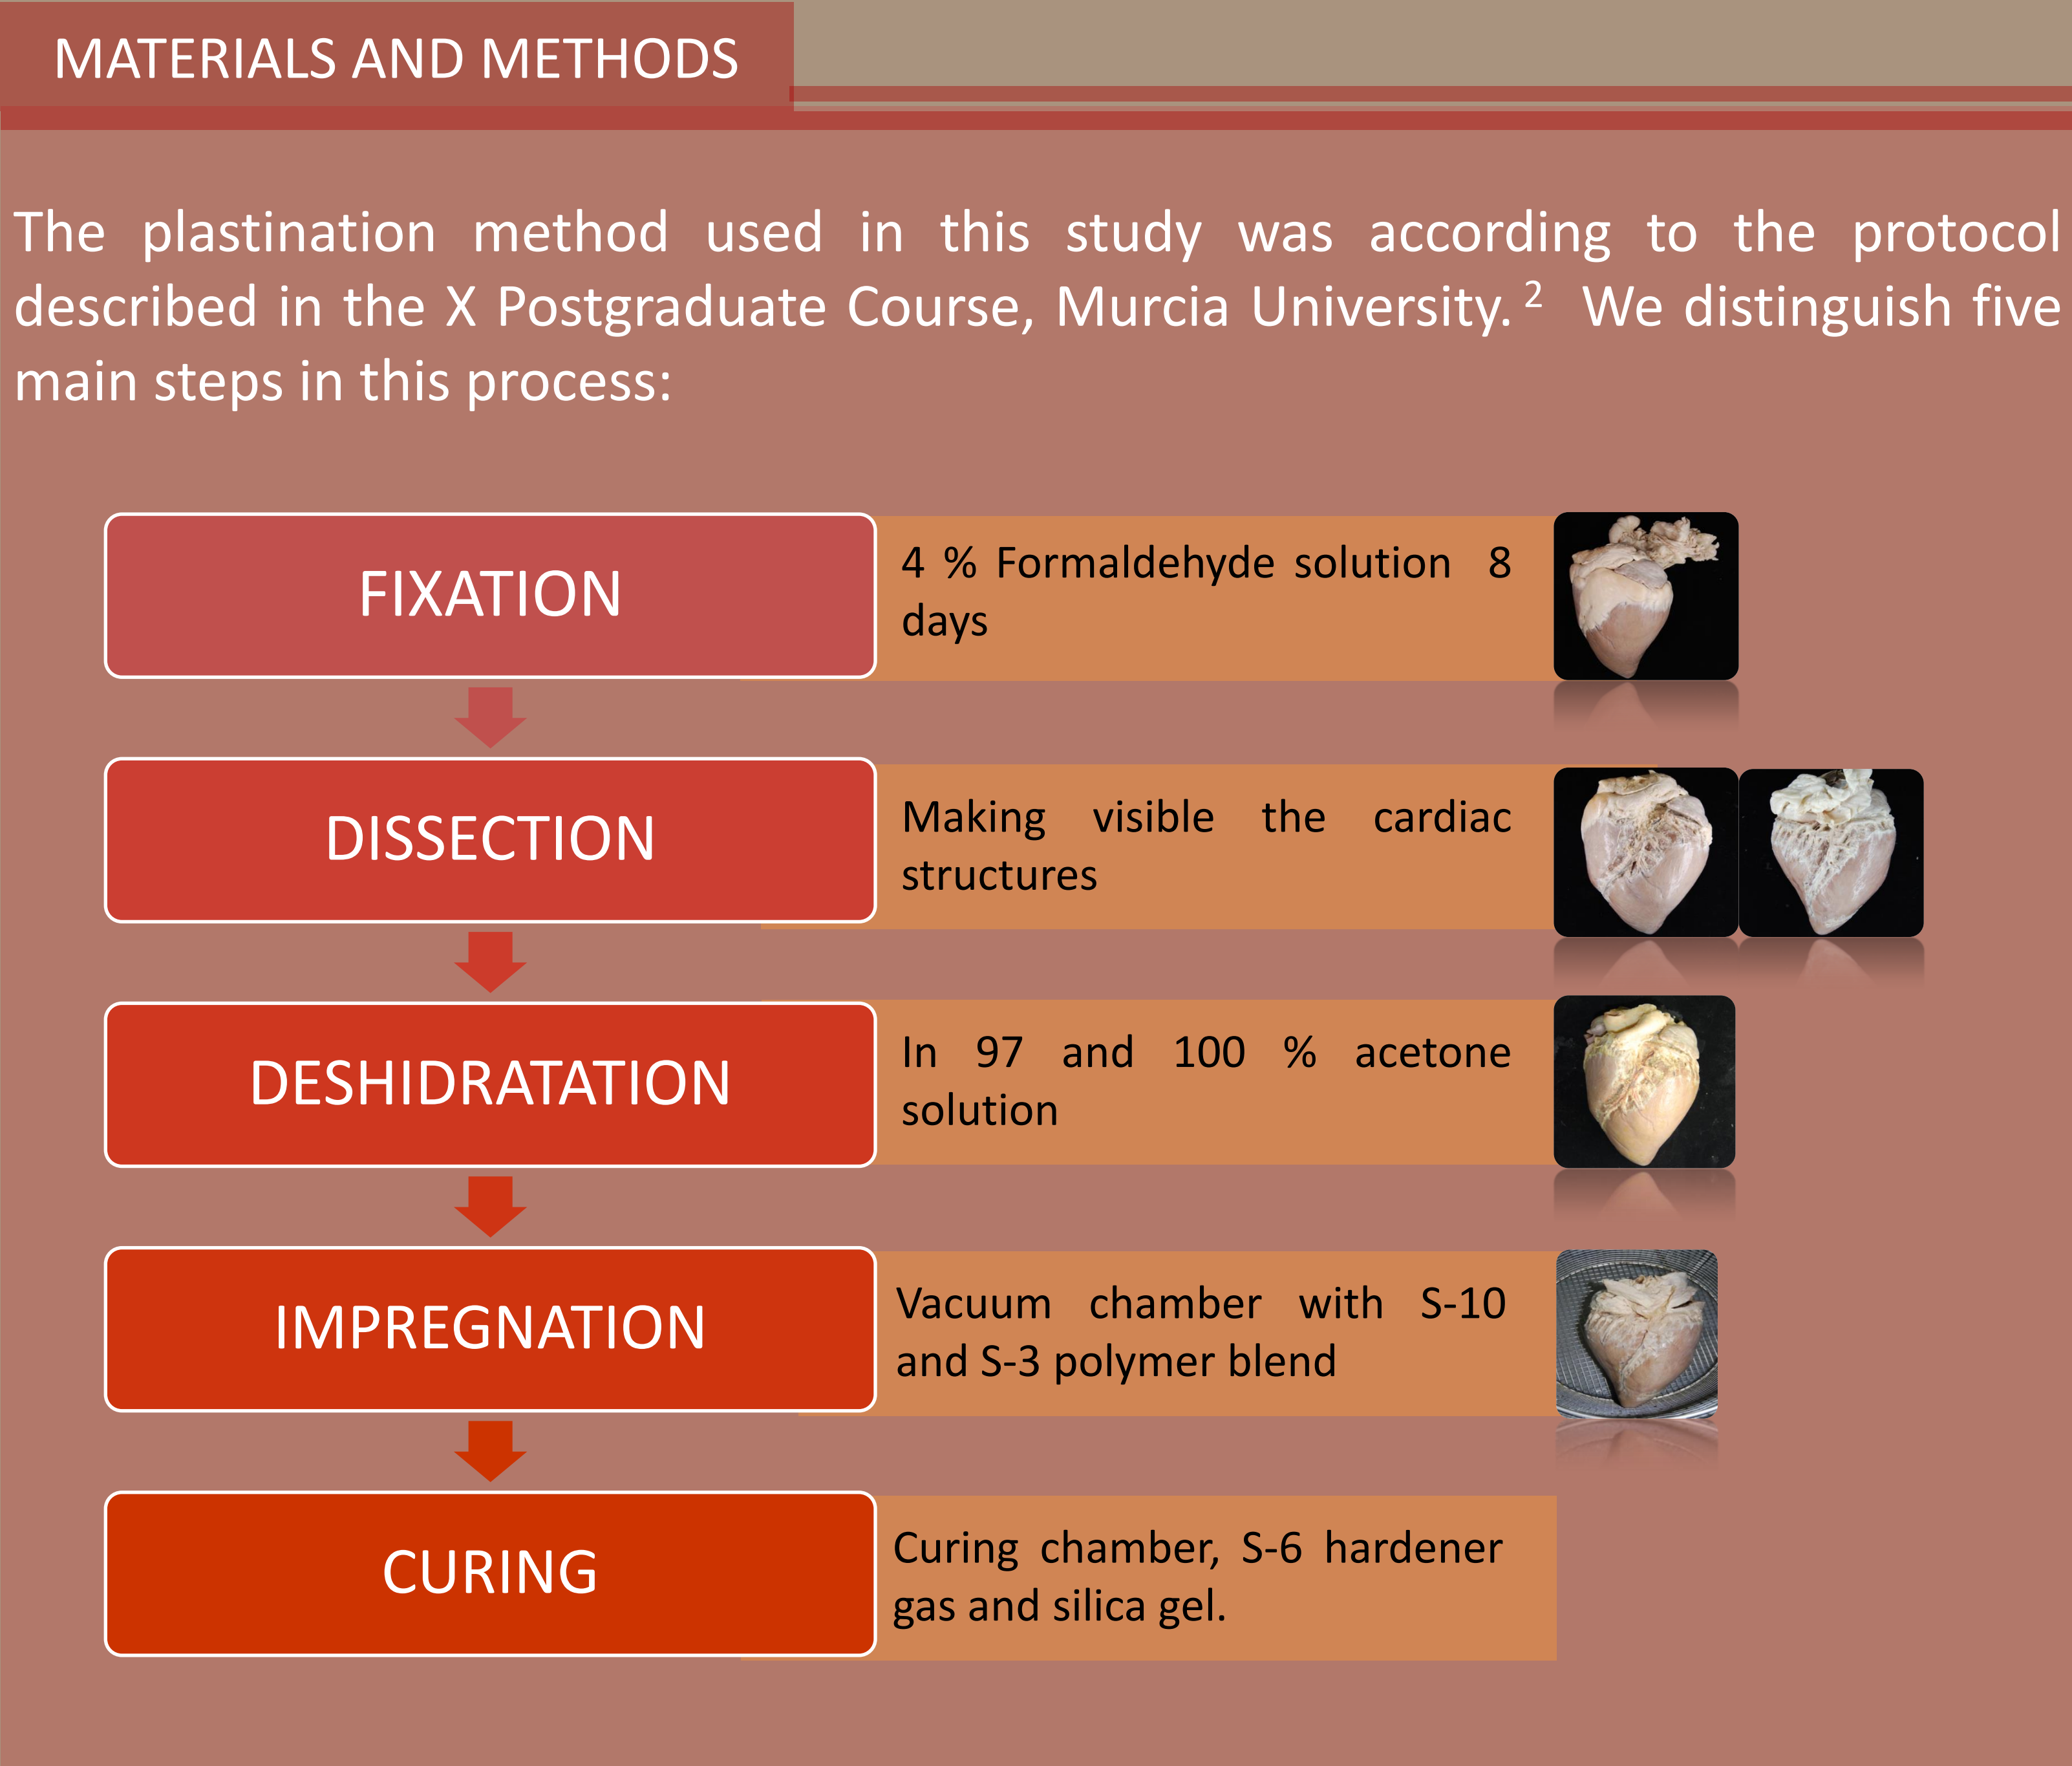 MATERIALS AND METHODS
The plastination method used in this study was according to the protocol
described in the X Postgraduate Course, Murcia University. ² We distinguish five
main steps in this process:
FIXATION
4 % Formaldehyde solution 8
days
DISSECTION
Making visible the cardiac
structures
DESHIDRATATION
In 97 and 100 % acetone
solution
IMPREGNATION
Vacuum chamber with S-10
and S-3 polymer blend
CURING
Curing chamber, S-6 hardener
gas and silica gel.